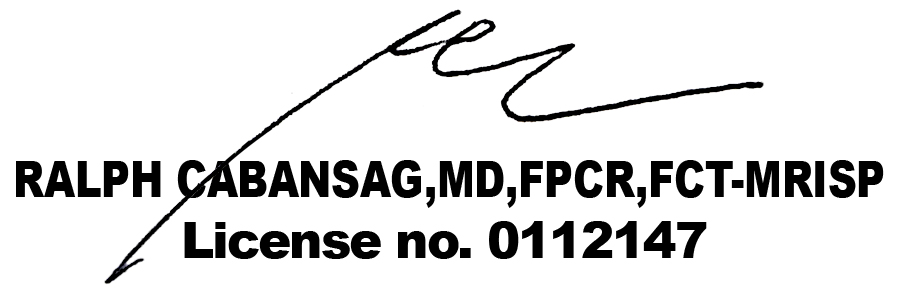 RALPH CABANSAG,MD,FPCR,FCT-MRISP
License no. 0112147